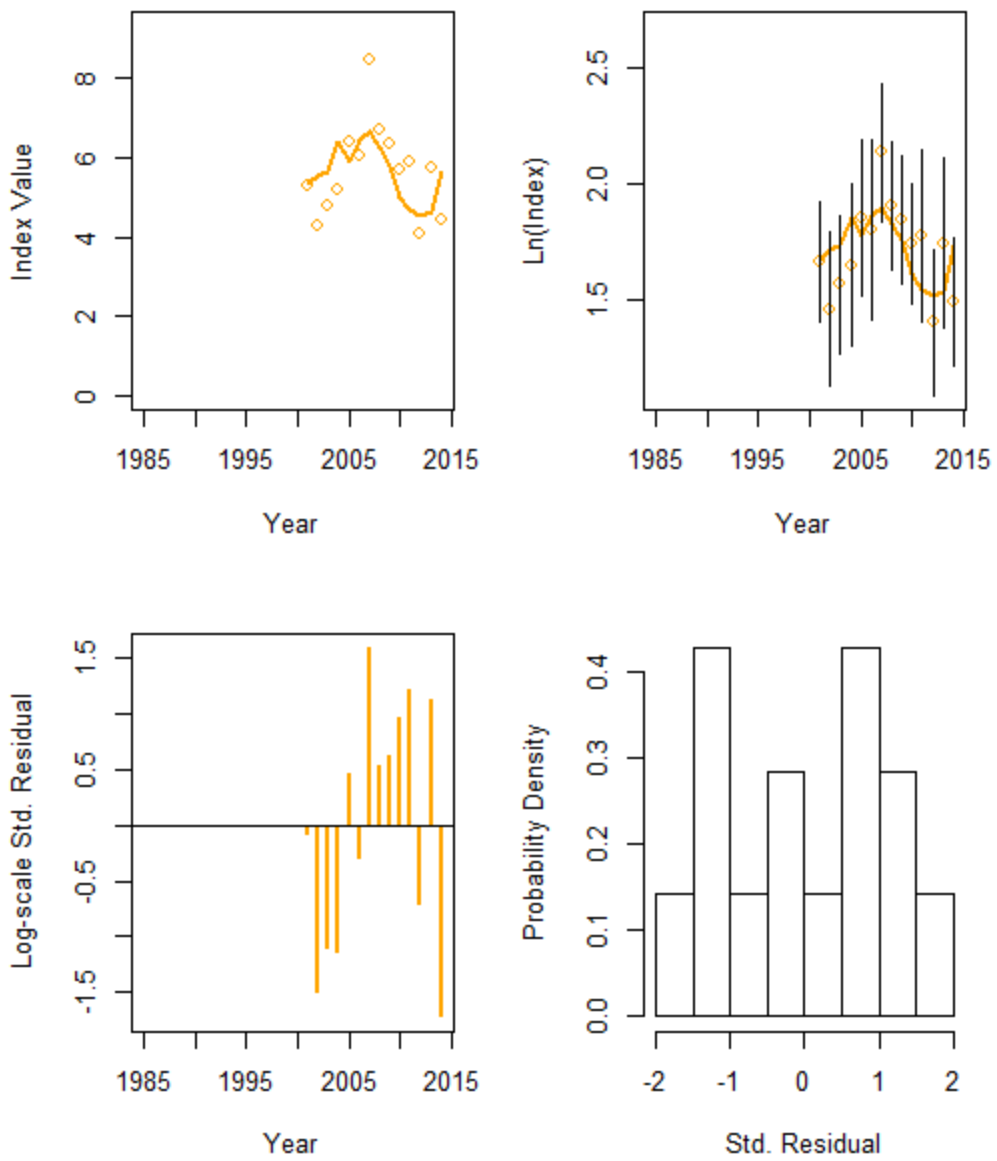 Index Value
8
6
4
2
0
1985 1995 2005 2015
Year
Ln(Index)
2.5
2.0
1.5
1985 1995 2005 2015
Year
Log-scale Std. Residual
1.5
0.5
-0.5
-1.5
1985 1995 2005 2015
Year
Probability Density
0.4
0.3
0.2
0.1
0.0
-2 -1 0 1 2
Std. Residual